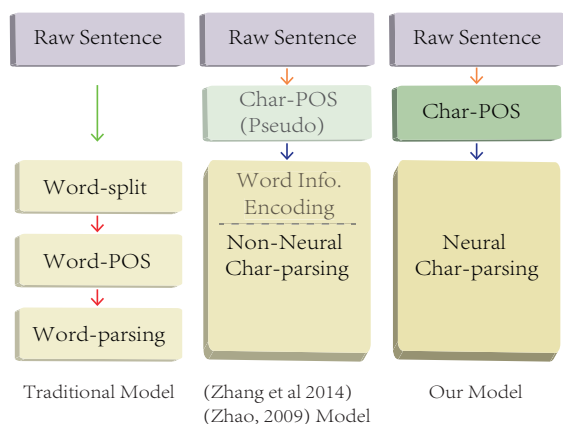 Raw Sentence
Word-split
Word-POS
Word-parsing
Traditional Model
Raw Sentence
Char-POS
(Pseudo)
Word Info.
Encoding
Non-Neural
Char-parsing
(Zhang et al 2014)
(Zhao, 2009) Model
Raw Sentence
Char-POS
Neural
Char-parsing
Our Model